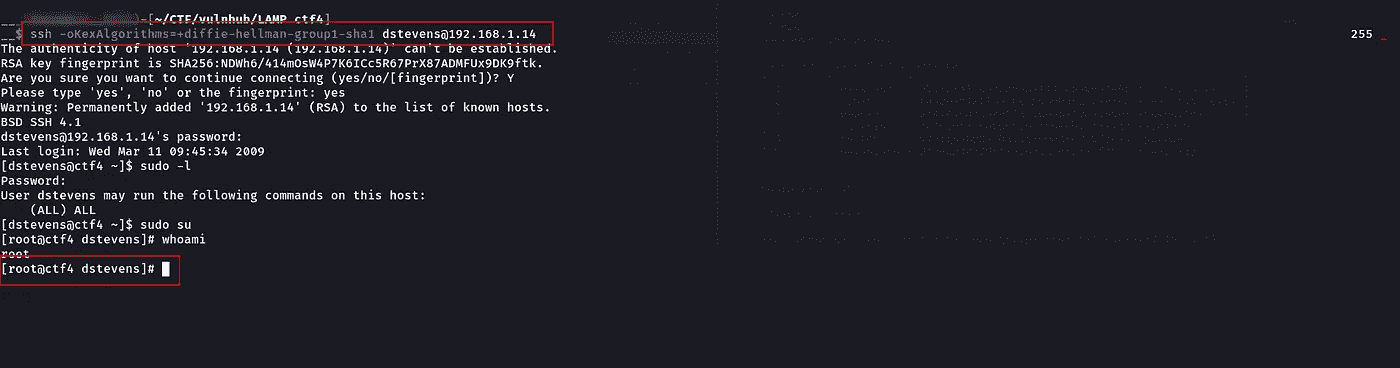 -[~/CTF/vulnhub/LAMP ctf4]
$ ssh -oKexAlgorithms=+diffie-hellman-group1-sha1 dstevens@192.168.1.14
255
The authenticity of host '192.168.1.14 (192.168.1.14)' can't be established.
RSA key fingerprint is SHA256:NDWh6/414mOsW4P7K6ICc5R67PrX87ADMFUx9DK9ftk.
Are you sure you want to continue connecting (yes/no/[fingerprint])? Y
Please type 'yes', 'no' or the fingerprint: yes
Warning: Permanently added '192.168.1.14' (RSA) to the list of known hosts.
BSD SSH 4.1
dstevens@192.168.1.14's password:
Last login: Wed Mar 11 09:45:34 2009
[dstevens@ctf4 ~]$ sudo -l
Password:
User dstevens may run the following commands on this host:
(ALL) ALL
[dstevens@ctf4 ~]$ sudo su
[root@ctf4 dstevens]# whoami
root
[root@ctf4 dstevens]#